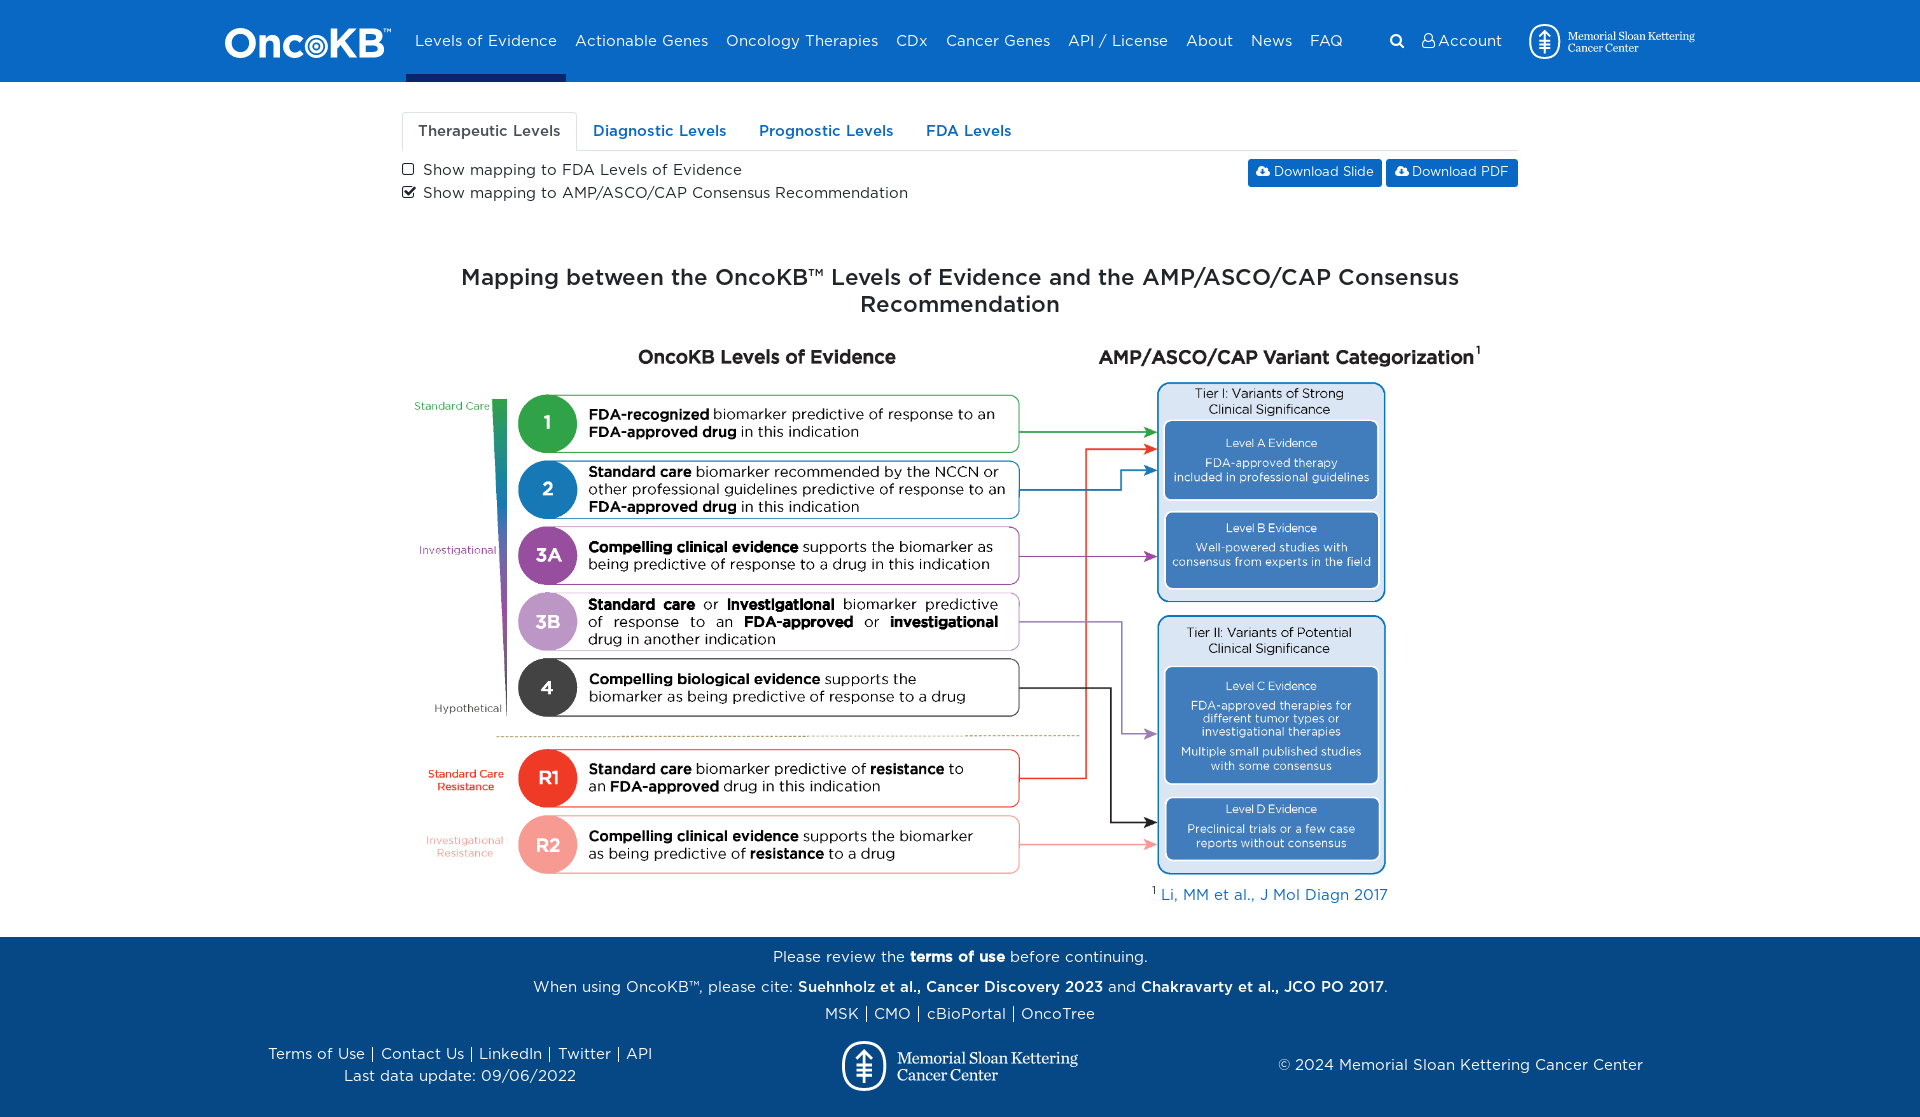 OncoKB™
Levels of Evidence
Actionable Genes
Oncology Therapies
CDx
Cancer Genes
API / License
About
News
FAQ
Account
Memorial Sloan Kettering
Cancer Center
Therapeutic Levels
Diagnostic Levels
Prognostic Levels
FDA Levels
Show mapping to FDA Levels of Evidence
Show mapping to AMP/ASCO/CAP Consensus Recommendation
Download Slide
Download PDF
Mapping between the OncoKB™ Levels of Evidence and the AMP/ASCO/CAP Consensus
Recommendation
OncoKB Levels of Evidence
Standard Care
Investigational
Hypothetical
1
FDA-recognized biomarker predictive of response to an
FDA-approved drug in this indication
2
Standard care biomarker recommended by the NCCN or
other professional guidelines predictive of response to an
FDA-approved drug in this indication
3A
Compelling clinical evidence supports the biomarker as
being predictive of response to a drug in this indication
3B
Standard care or investigational biomarker predictive
of response to an FDA-approved or investigational
drug in another indication
4
Compelling biological evidence supports the
biomarker as being predictive of response to a drug
Standard Care
Resistance
R1
Standard care biomarker predictive of resistance to
an FDA-approved drug in this indication
Investigational
Resistance
R2
Compelling clinical evidence supports the biomarker
as being predictive of resistance to a drug
AMP/ASCO/CAP Variant Categorization1
Tier I: Variants of Strong
Clinical Significance
Level A Evidence
FDA-approved therapy
included in professional guidelines
Level B Evidence
Well-powered studies with
consensus from experts in the field
Tier II: Variants of Potential
Clinical Significance
Level C Evidence
FDA-approved therapies for
different tumor types or
investigational therapies
Multiple small published studies
with some consensus
Level D Evidence
Preclinical trials or a few case
reports without consensus
1 Li, MM et al., J Mol Diagn 2017
Please review the terms of use before continuing.
When using OncoKB™, please cite: Suehnholz et al., Cancer Discovery 2023 and Chakravarty et al., JCO PO 2017.
MSK | CMO | cBioPortal | OncoTree
Terms of Use | Contact Us | LinkedIn | Twitter | API
Last data update: 09/06/2022
Memorial Sloan Kettering
Cancer Center
© 2024 Memorial Sloan Kettering Cancer Center